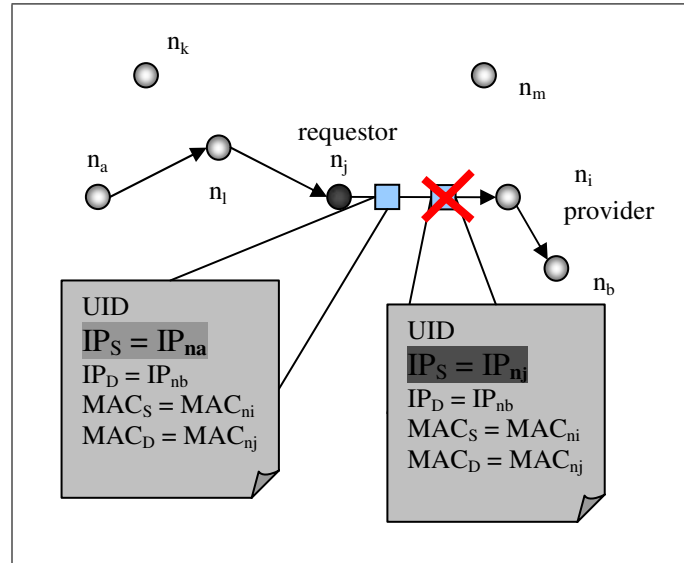 n_k
n_m
requestor
n_a
n_j
n_i
n_l
provider
n_b
UID
IP_S = IP_na
IP_D = IP_nb
MAC_S = MAC_ni
MAC_D = MAC_nj
UID
IP_S = IP_nj
IP_D = IP_nb
MAC_S = MAC_ni
MAC_D = MAC_nj